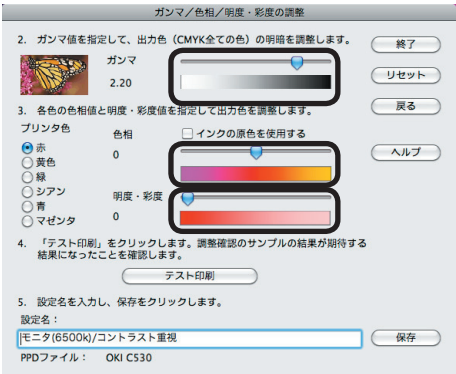 ガンマ／色相／明度・彩度の調整
2. ガンマ値を指定して、出力色（CMYK全ての色）の明暗を調整します。
終了
ガンマ
2.20
リセット
戻る
3. 各色の色相値と明度・彩度値を指定して出力色を調整します。
プリンタ色
色相
インクの原色を使用する
赤
0
ヘルプ
黄色
緑
シアン
明度・彩度
青
0
マゼンタ
4. 「テスト印刷」をクリックします。調整確認のサンプルの結果が期待する
結果になったことを確認します。
テスト印刷
5. 設定名を入力し、保存をクリックします。
設定名：
モニタ(6500k)/コントラスト重視
保存
PPDファイル： OKI C530